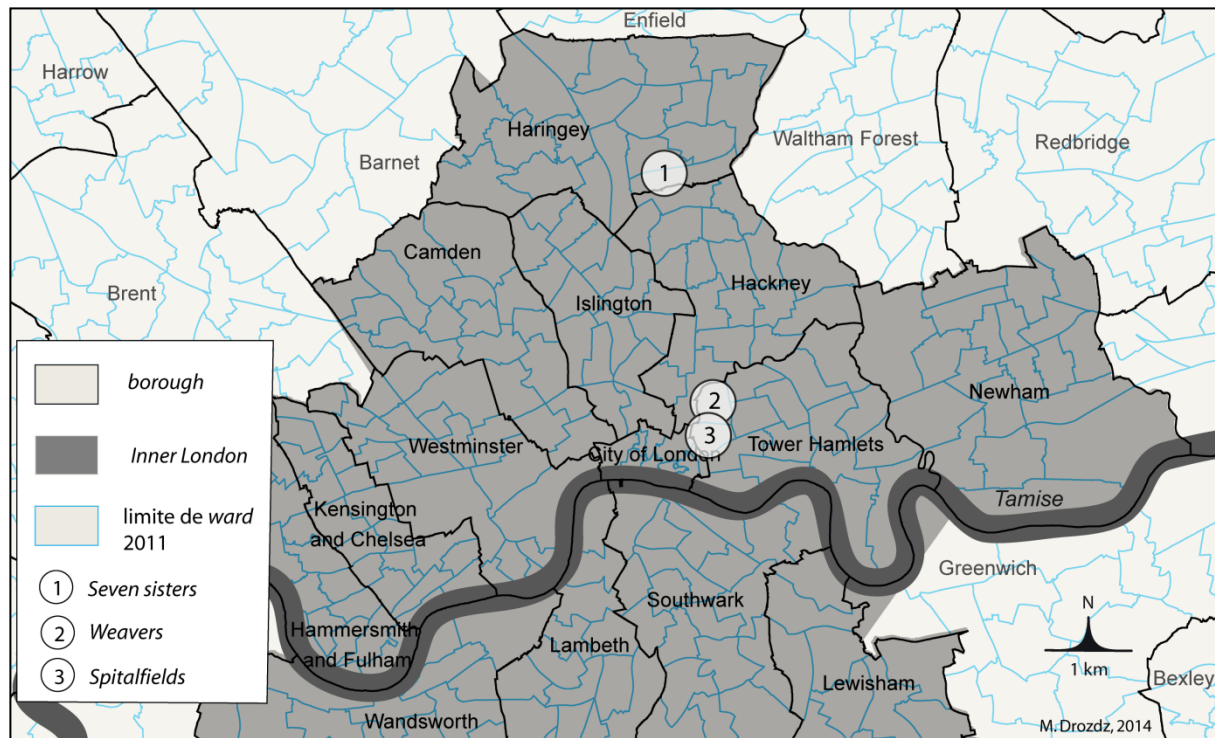 Enfield
Harrow
Haringey
Waltham Forest
Redbridge
Barnet
1
Camden
Hackney
Islington
Brent
Newham
2
3
Westminster
Tower Hamlets
City of London
Tamise
Kensington
and Chelsea
Greenwich
Southwark
Hammersmith
and Fulham
Lambeth
Lewisham
Wandsworth
Bexley
N
1 km
M. Drozdz, 2014
borough
Inner London
limite de ward
2011
1 Seven sisters
2 Weavers
3 Spitalfields